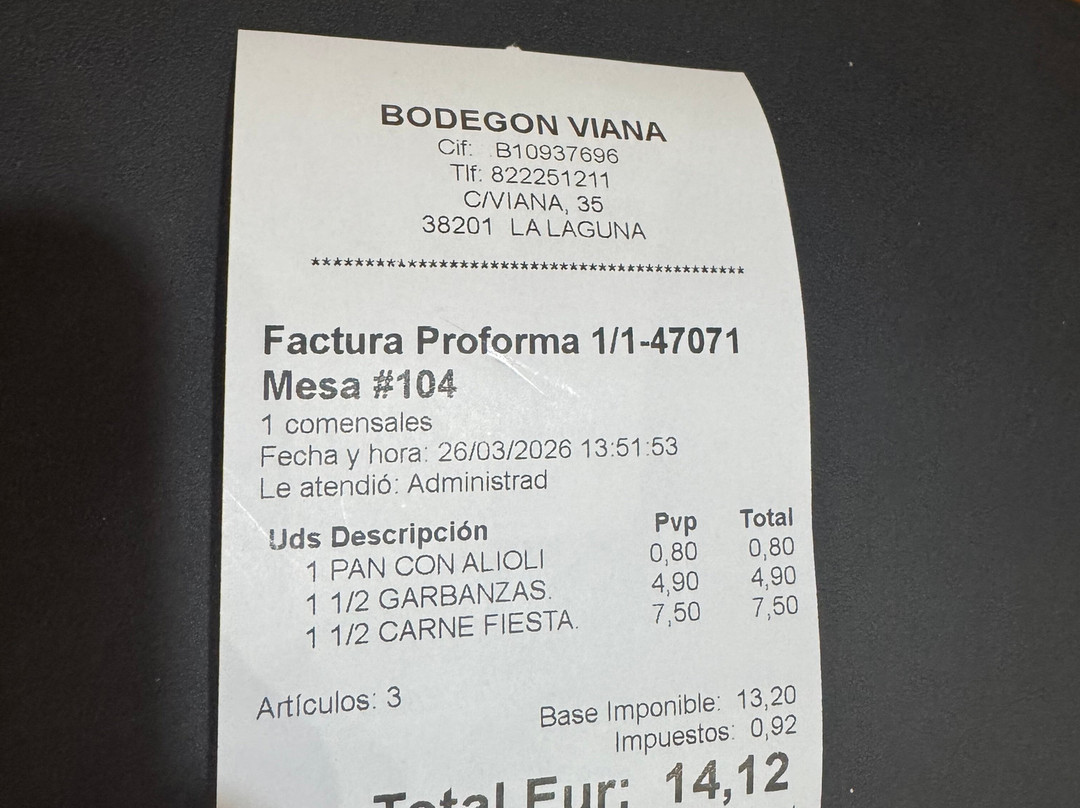 BODEGON VIANA
Cif: B10937696
Tlf: 822251211
C/VIANA, 35
38201 LA LAGUNA
*******************************************
Factura Proforma 1/1-47071
Mesa #104
1 comensales
Fecha y hora: 26/03/2026 13:51:53
Le atendió: Administrad
Uds Descripción Pvp Total
1 PAN CON ALIOLI 0,80 0,80
1 1/2 GARBANZAS. 4,90 4,90
1 1/2 CARNE FIESTA. 7,50 7,50
Artículos: 3
Base Imponible: 13,20
Impuestos: 0,92
Total Eur: 14,12